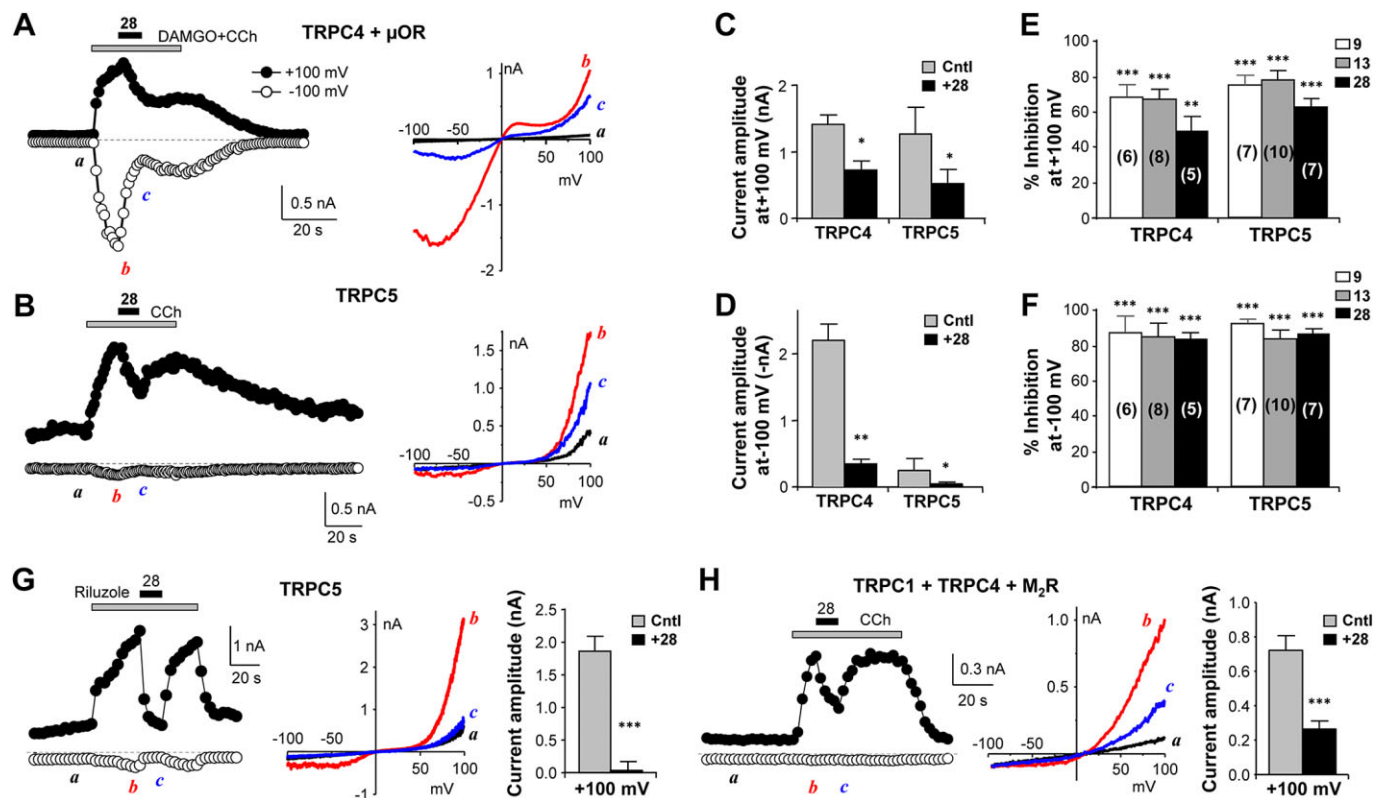 A
28
DAMGO+CCh
TRPC4 + μOR
+100 mV
-100 mV
a
b
c
0.5 nA
20 s
nA
1
b
c
a
-100
-50
50
100
mV
-1
-2
B
28
CCh
TRPC5
a
b
c
0.5 nA
20 s
nA
1.5
1.0
0.5
-0.5
-100
-50
50
100
mV
b
c
a
C
Current amplitude
at+100 mV (nA)
2
1
0
Cntl
+28
*
*
TRPC4
TRPC5
D
Current amplitude
at-100 mV (-nA)
2
0
Cntl
+28
**
*
TRPC4
TRPC5
E
% Inhibition
at+100 mV
100
80
60
40
20
0
9
13
28
*** *** **
*** *** ***
(6) (8) (5)
(7) (10) (7)
TRPC4
TRPC5
F
% Inhibition
at-100 mV
100
80
60
40
20
0
9
13
28
*** *** ***
*** *** ***
(6) (8) (5)
(7) (10) (7)
TRPC4
TRPC5
G
28
Riluzole
TRPC5
1 nA
20 s
a
b
c
3
nA
2
1
-1
-100
-50
50
100
mV
b
c
a
Current amplitude (nA)
2.5
2.0
1.5
1.0
0.5
0.0
Cntl
+28
***
+100 mV
H
TRPC1 + TRPC4 + M2R
28
CCh
0.3 nA
20 s
a
b
c
nA
1.0
0.5
-100
-50
50
100
mV
b
c
a
Current amplitude (nA)
1.0
0.8
0.6
0.4
0.2
0.0
Cntl
+28
***
+100 mV